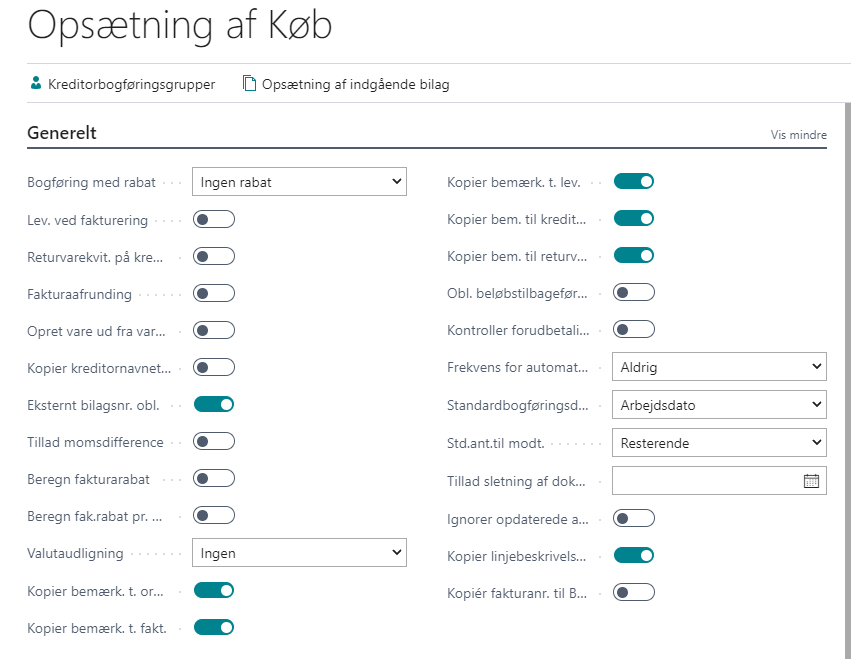 Opsætning af Køb
Kreditorbogføringsgrupper
Opsætning af indgående bilag
Generelt
Vis mindre
Bogføring med rabat
Ingen rabat
Lev. ved fakturering
Returvarekvit. på kre...
Fakturaafrunding
Opret vare ud fra var...
Kopier kreditornavnet...
Eksternt bilagsnr. obl.
Tillad momsdifference
Beregn fakturarabat
Beregn fak.rabat pr. ...
Valutaudligning
Ingen
Kopier bemærk. t. or...
Kopier bemærk. t. fakt.
Kopier bemærk. t. lev.
Kopier bem. til kredit...
Kopier bem. til returv...
Obl. beløbstilbagefør...
Kontroller forudbetali...
Frekvens for automat...
Aldrig
Standardbogføringsd...
Arbejdsdato
Std.ant.til modt.
Resterende
Tillad sletning af dok...
Ignorer opdaterede a...
Kopier linjebeskrivels...
Kopiér fakturanr. til B...